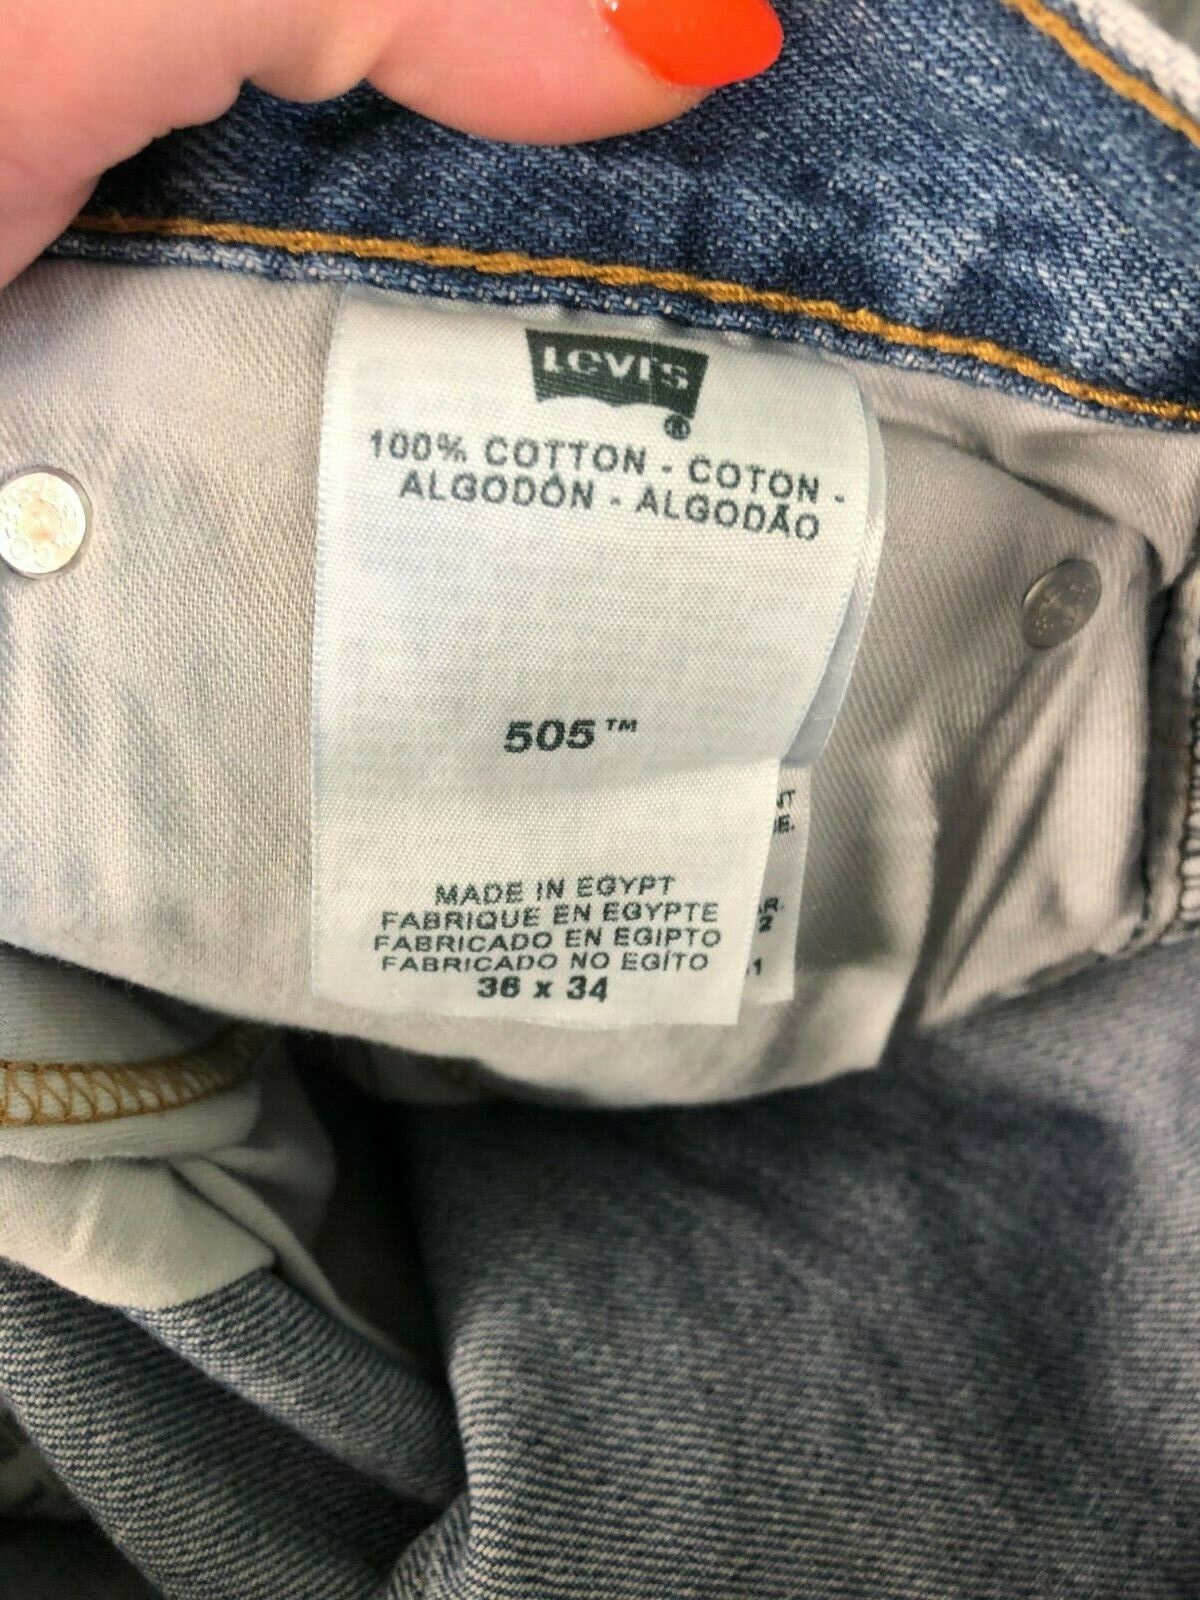 Levi's
®
100% COTTON - COTON -
ALGODÓN - ALGODÃO
505™
MADE IN EGYPT
FABRIQUE EN EGYPTE
FABRICADO EN EGIPTO
FABRICADO NO EGÍTO
36 x 34